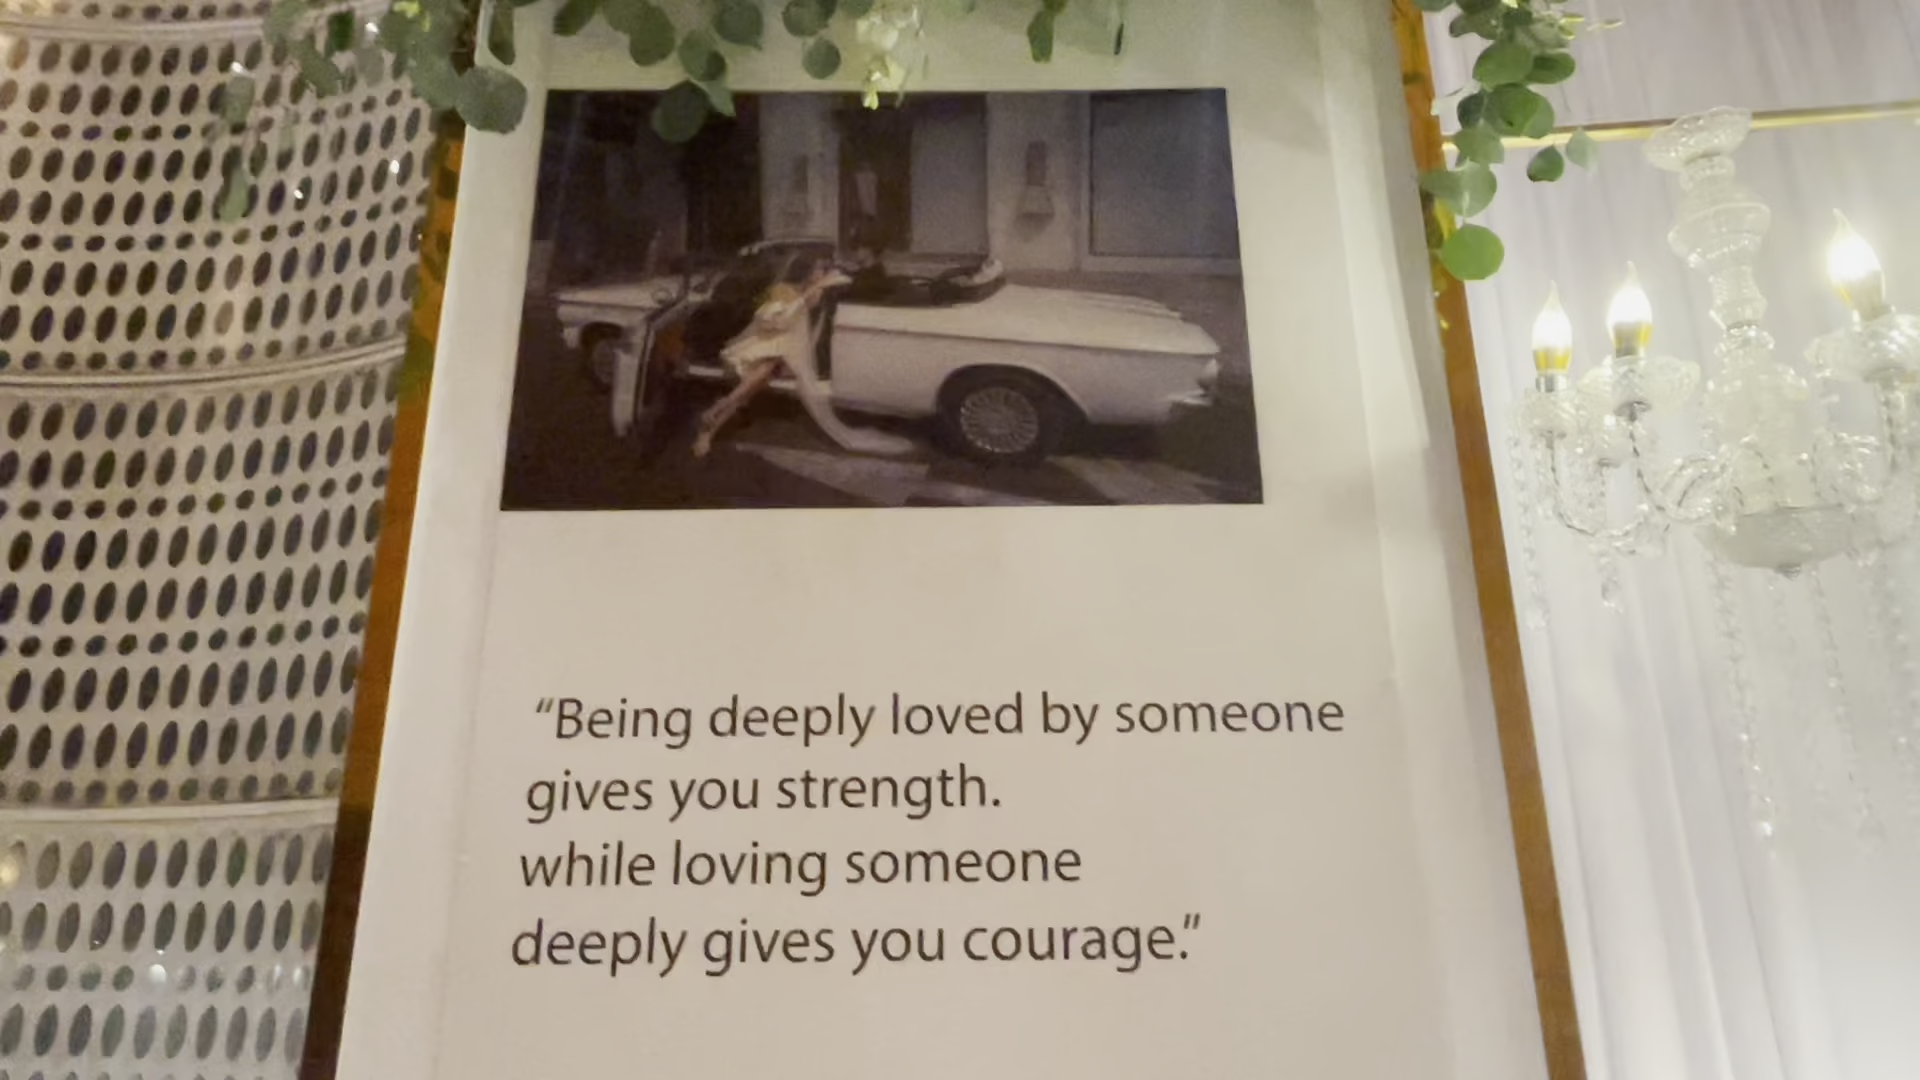 “Being deeply loved by someone
gives you strength.
while loving someone
deeply gives you courage.”